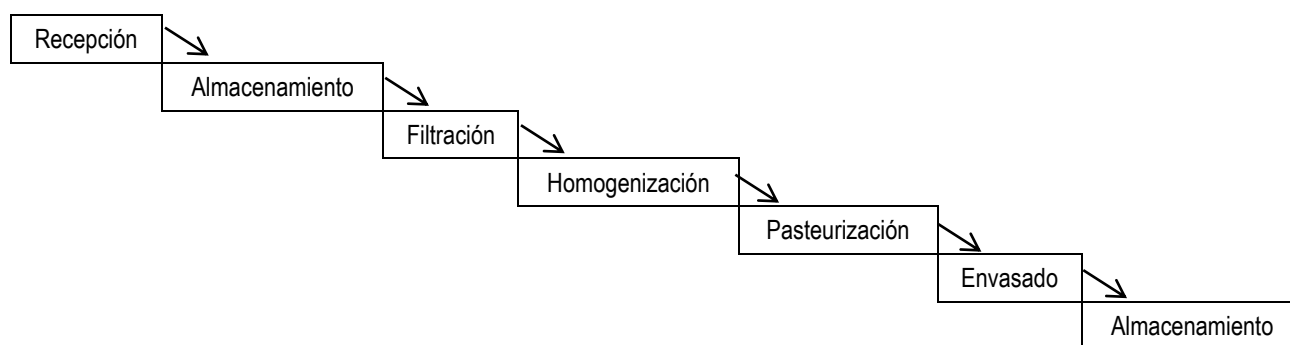 Recepción
Almacenamiento
Filtración
Homogenización
Pasteurización
Envasado
Almacenamiento